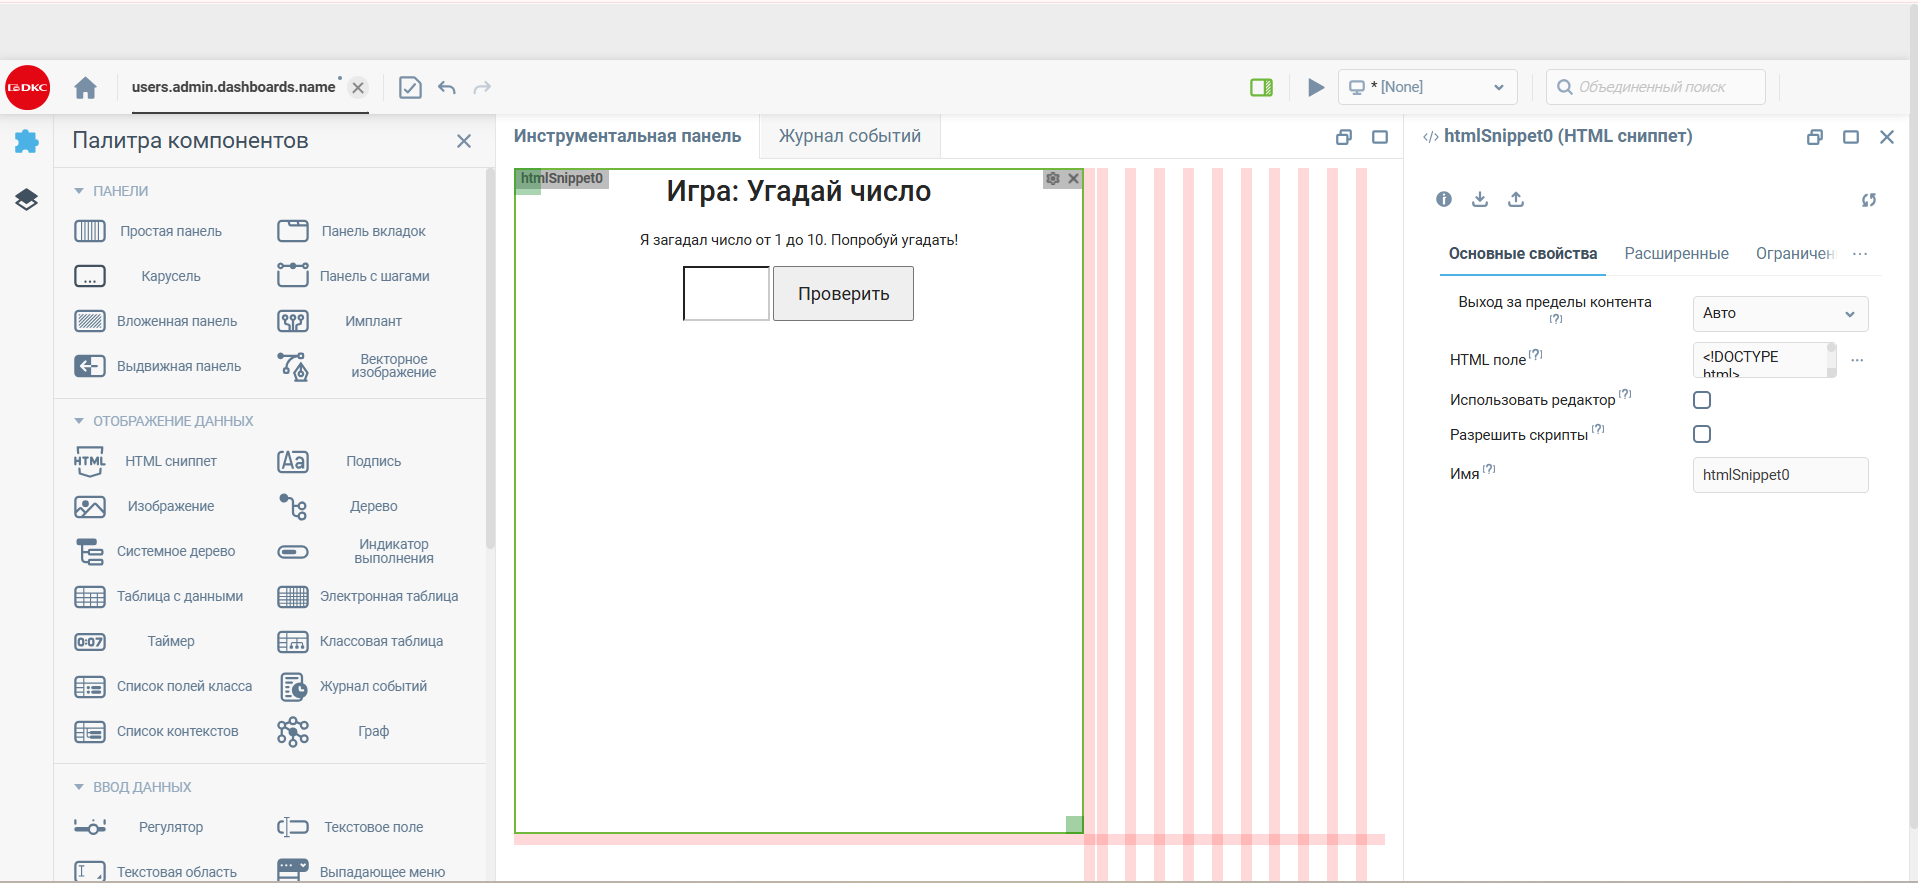 DKC
users.admin.dashboards.name
* [None]
Объединенный поиск
Палитра компонентов
ПАНЕЛИ
Простая панель
Панель вкладок
Карусель
Панель с шагами
Вложенная панель
Имплант
Выдвижная панель
Векторное
изображение
ОТОБРАЖЕНИЕ ДАННЫХ
HTML
HTML сниппет
Aa
Подпись
Изображение
Дерево
Системное дерево
Индикатор
выполнения
Таблица с данными
Электронная таблица
0:07
Таймер
Классовая таблица
Список полей класса
Журнал событий
Список контекстов
Граф
ВВОД ДАННЫХ
Регулятор
Текстовое поле
Текстовая область
Выпадающее меню
Инструментальная панель
Журнал событий
htmlSnippet0
Игра: Угадай число
Я загадал число от 1 до 10. Попробуй угадать!
Проверить
</> htmlSnippet0 (HTML сниппет)
Основные свойства
Расширенные
Ограничен
...
Выход за пределы контента
[?]
Авто
HTML поле [?]
<!DOCTYPE
html>
...
Использовать редактор [?]
Разрешить скрипты [?]
Имя [?]
htmlSnippet0